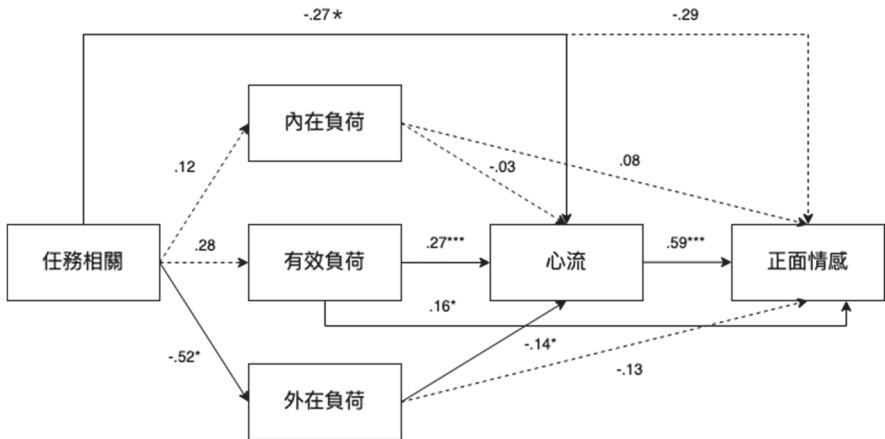 -.27*
-.29
內在負荷
.12
-.03
.08
任務相關
.28
有效負荷
.27***
心流
.59***
正面情感
.16*
-.52*
-.14*
-.13
外在負荷